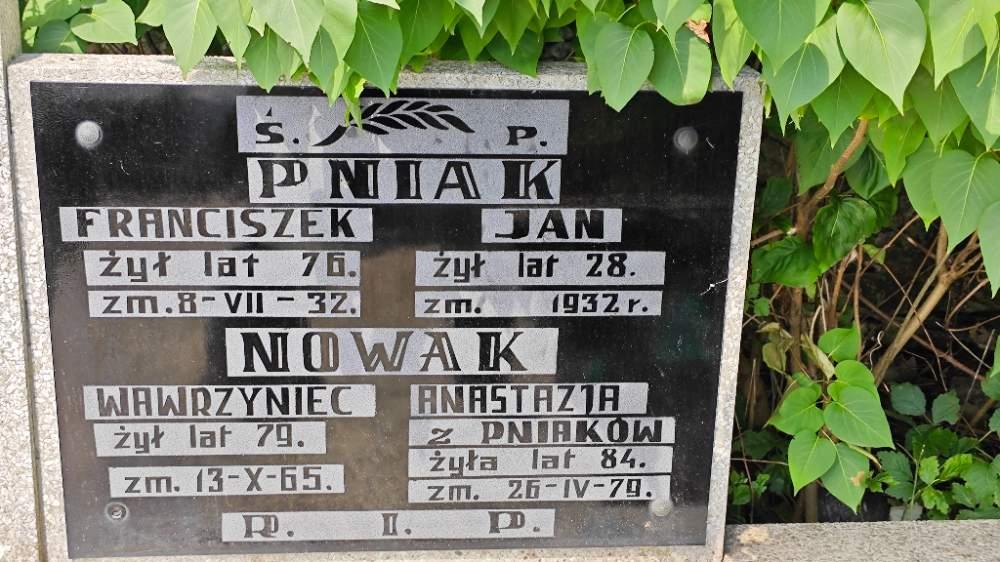 Ś. P.
PNIAK
FRANCISZEK JAN
żył lat 76. żył lat 28.
zm. 8-VII-32. zm. 1932 r.
NOWAK
WAWRZYNIEC ANASTAZJA
żył lat 79. z PNIAKÓW
zm. 13-X-65. żyła lat 84.
zm. 26-IV-79.
R. I. P.